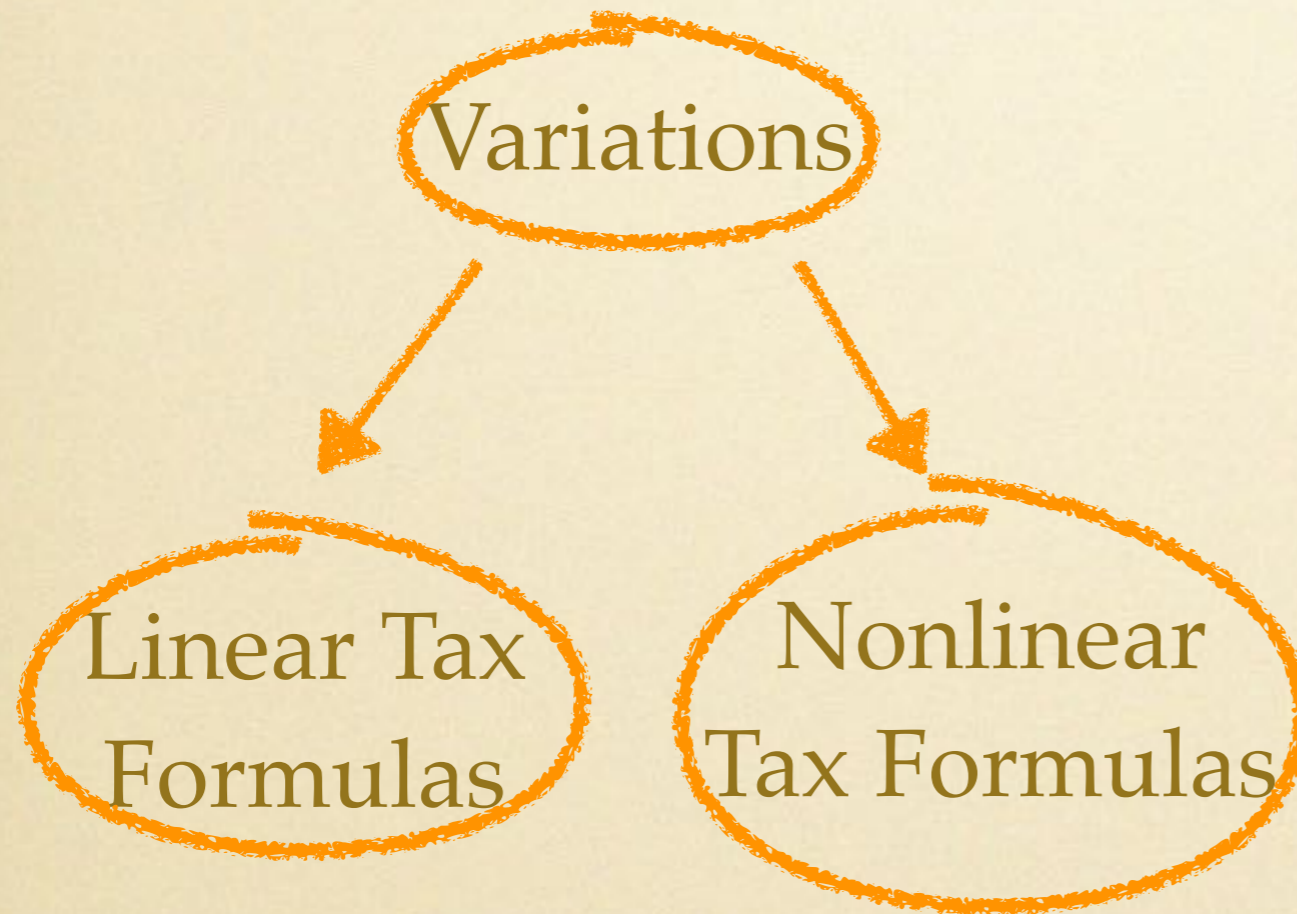 Variations
Linear Tax
Formulas
Nonlinear
Tax Formulas